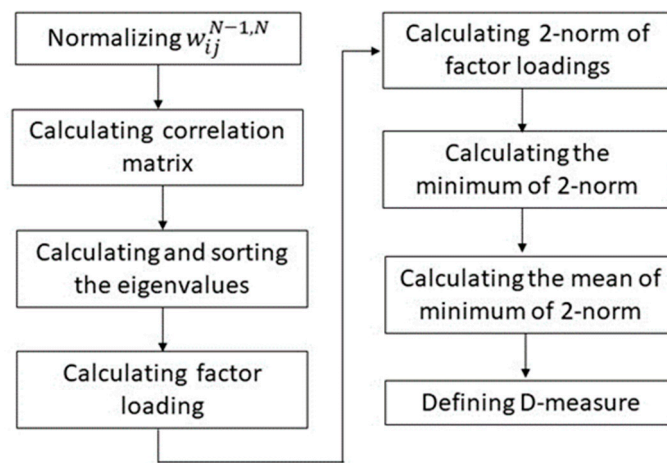 Normalizing $w_{ij}^{N-1,N}$
Calculating correlation
matrix
Calculating and sorting
the eigenvalues
Calculating factor
loading
Calculating 2-norm of
factor loadings
Calculating the
minimum of 2-norm
Calculating the mean of
minimum of 2-norm
Defining D-measure